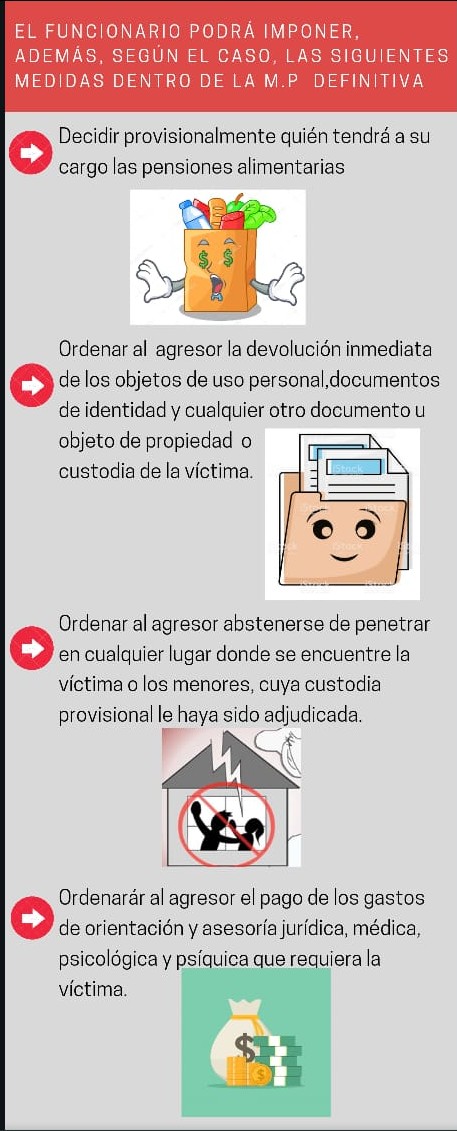 EL FUNCIONARIO PODRÁ IMPONER,
ADEMÁS, SEGÚN EL CASO, LAS SIGUIENTES
MEDIDAS DENTRO DE LA M.P DEFINITIVA
Decidir provisionalmente quién tendrá a su
cargo las pensiones alimentarias
$ $
Ordenar al agresor la devolución inmediata
de los objetos de uso personal,documentos
de identidad y cualquier otro documento u
objeto de propiedad o
custodia de la víctima.
iStock
Ordenar al agresor abstenerse de penetrar
en cualquier lugar donde se encuentre la
víctima o los menores, cuya custodia
provisional le haya sido adjudicada.
Ordenarár al agresor el pago de los gastos
de orientación y asesoría jurídica, médica,
psicológica y psíquica que requiera la
víctima.
$
$